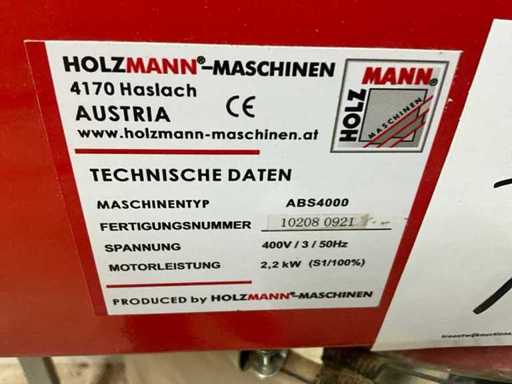 HOLZMANN®-MASCHINEN
4170 Haslach
AUSTRIA CE
www.holzmann-maschinen.at
HOLZ
MANN®
MASCHINEN
TECHNISCHE DATEN
MASCHINENTYP ABS4000
FERTIGUNGSNUMMER 10208 0921
SPANNUNG 400V / 3 / 50Hz
MOTORLEISTUNG 2,2 kW (S1/100%)
PRODUCED by HOLZMANN®-MASCHINEN